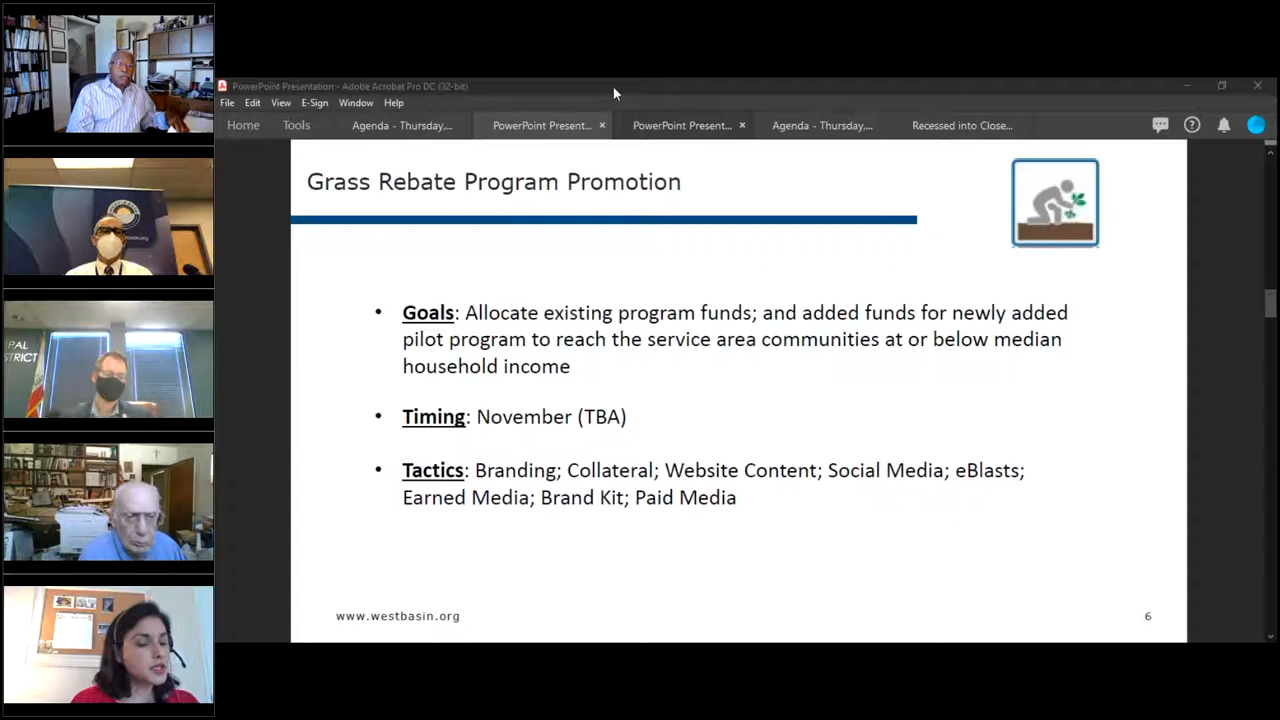 PowerPoint Presentation - Adobe Acrobat Pro DC (32-bit)
File Edit View E-Sign Window Help
Home Tools Agenda - Thursday,... PowerPoint Present... × PowerPoint Present... × Agenda - Thursday,... Recessed into Close...
Grass Rebate Program Promotion
• Goals: Allocate existing program funds; and added funds for newly added
pilot program to reach the service area communities at or below median
household income
• Timing: November (TBA)
• Tactics: Branding; Collateral; Website Content; Social Media; eBlasts;
Earned Media; Brand Kit; Paid Media
www.westbasin.org 6
PAL
STRICT